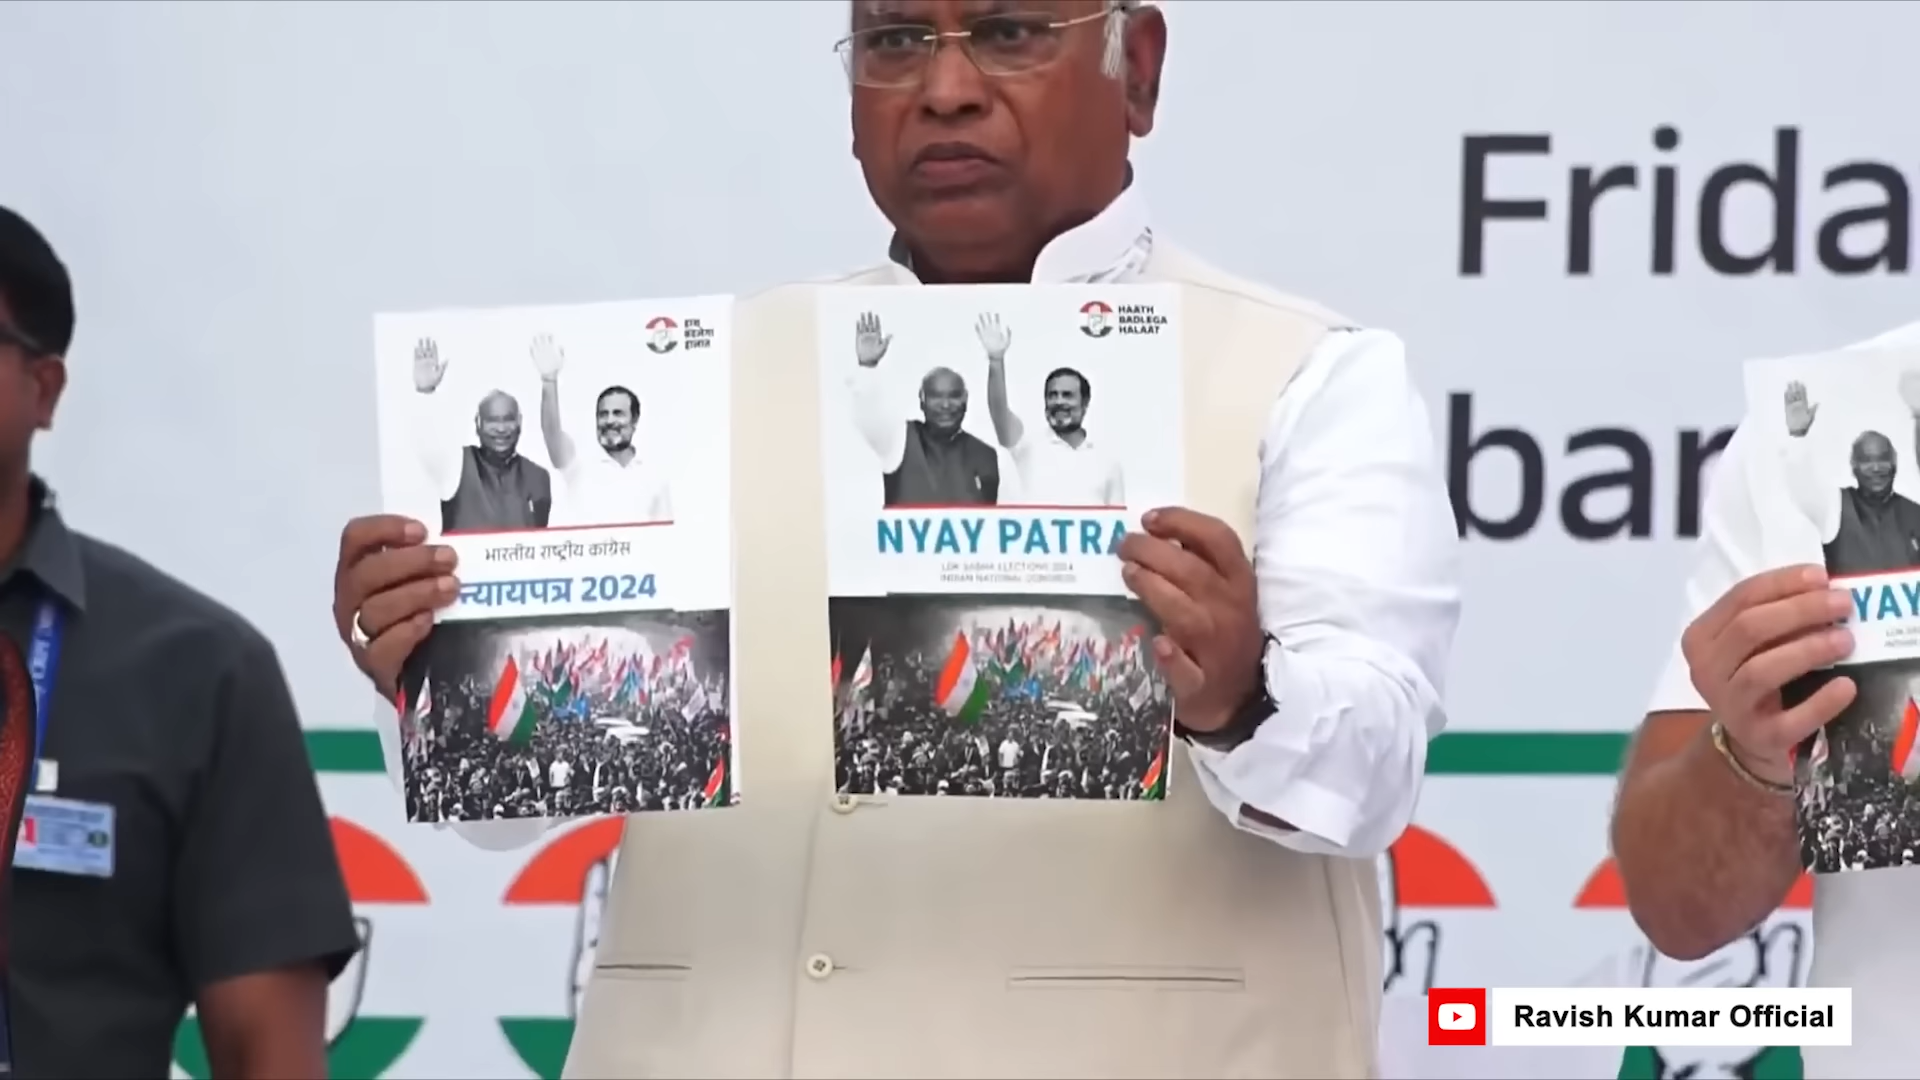 Frida
bar
हाथ
बदलेगा
हालात
भारतीय राष्ट्रीय कांग्रेस
न्यायपत्र 2024
HAATH
BADLEGA
HALAAT
NYAY PATRA
LOK SABHA ELECTIONS 2024
INDIAN NATIONAL CONGRESS
YAY
Ravish Kumar Official